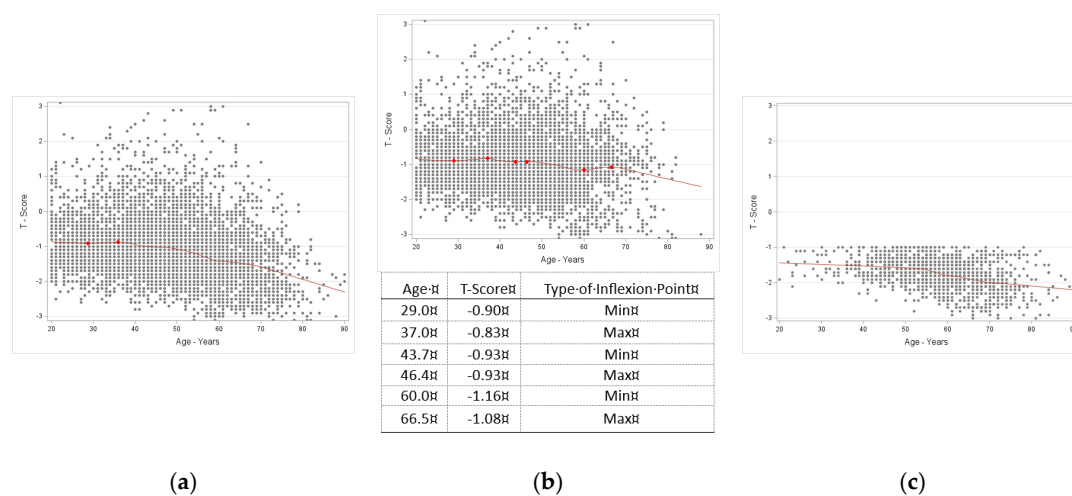 3
2
1
0
-1
-2
-3
T - Score
20 30 40 50 60 70 80 90
Age - Years
3
2
1
0
-1
-2
-3
T - Score
20 30 40 50 60 70 80 90
Age - Years
Age·¤ T-Score¤ Type·of·Inflexion·Point¤
29.0¤ -0.90¤ Min¤
37.0¤ -0.83¤ Max¤
43.7¤ -0.93¤ Min¤
46.4¤ -0.93¤ Max¤
60.0¤ -1.16¤ Min¤
66.5¤ -1.08¤ Max¤
3
2
1
0
-1
-2
-3
T - Score
20 30 40 50 60 70 80 90
Age - Years
(a) (b) (c)